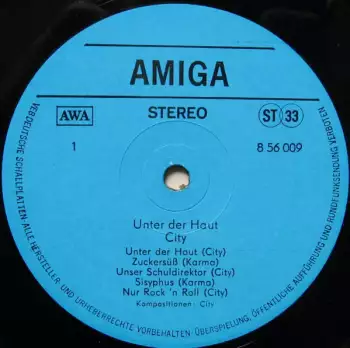 AMIGA
AWA
STEREO
ST 33
1
8 56 009
Unter der Haut
City
Unter der Haut (City)
Zuckersüß (Karma)
Unser Schuldirektor (City)
Sisyphus (Karma)
Nur Rock 'n Roll (City)
Kompositionen: City
VEB DEUTSCHE SCHALLPLATTEN · ALLE HERSTELLER- UND URHEBERRECHTE VORBEHALTEN · ÜBERSPIELUNG, ÖFFENTLICHE AUFFÜHRUNG UND RUNDFUNKSENDUNG VERBOTEN